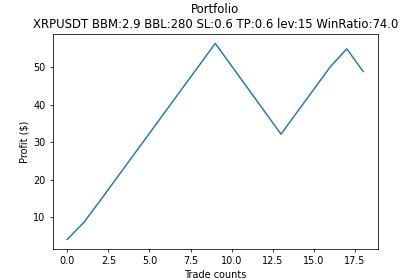 Portfolio
XRPUSDT BBM:2.9 BBL:280 SL:0.6 TP:0.6 lev:15 WinRatio:74.0
Profit ($)
50
40
30
20
10
0.0 2.5 5.0 7.5 10.0 12.5 15.0 17.5
Trade counts